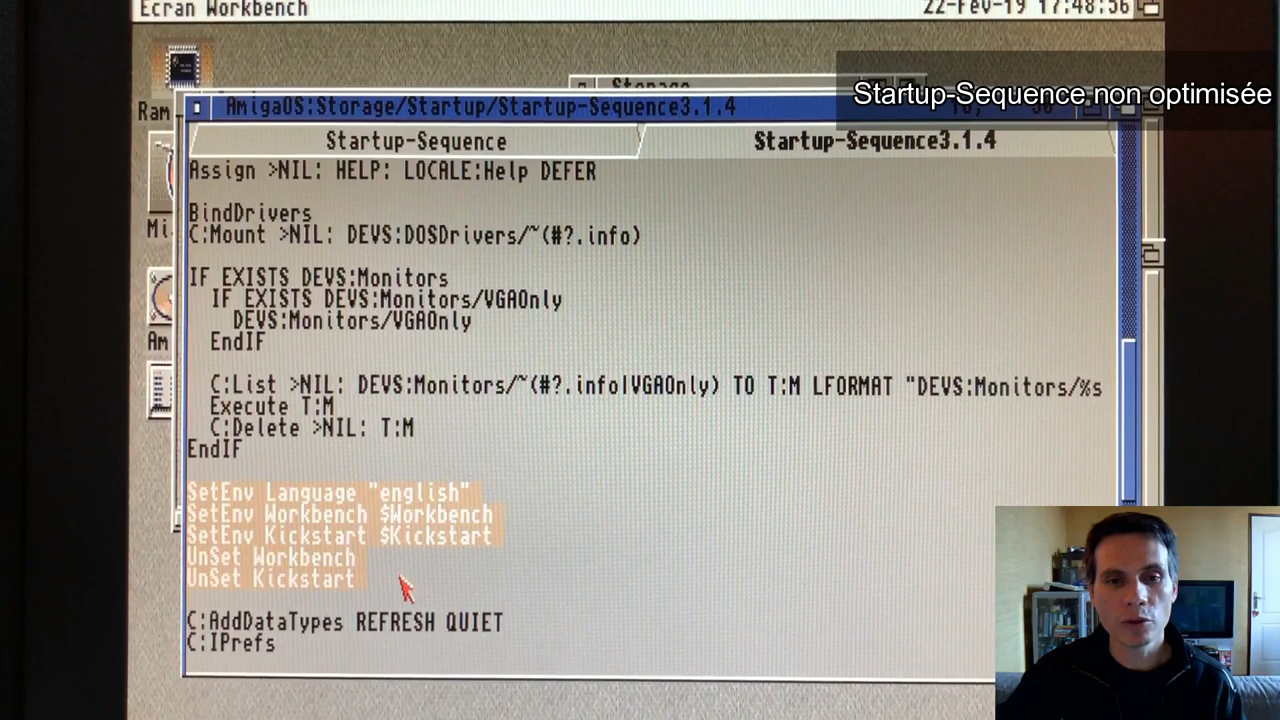 Ecran Workbench
22-Fev-19 17:48:56
Startup-Sequence non optimisée
Storage
Ram
AmigaOS:Storage/Startup/Startup-Sequence3.1.4
Startup-Sequence
Startup-Sequence3.1.4
Assign >NIL: HELP: LOCALE:Help DEFER
BindDrivers
C:Mount >NIL: DEVS:DOSDrivers/~(#?.info)
IF EXISTS DEVS:Monitors
IF EXISTS DEVS:Monitors/VGAOnly
DEVS:Monitors/VGAOnly
EndIF
C:List >NIL: DEVS:Monitors/~(#?.info|VGAOnly) TO T:M LFORMAT "DEVS:Monitors/%s
Execute T:M
C:Delete >NIL: T:M
EndIF
SetEnv Language "english"
SetEnv Workbench $Workbench
SetEnv Kickstart $Kickstart
UnSet Workbench
UnSet Kickstart
C:AddDataTypes REFRESH QUIET
C:IPrefs